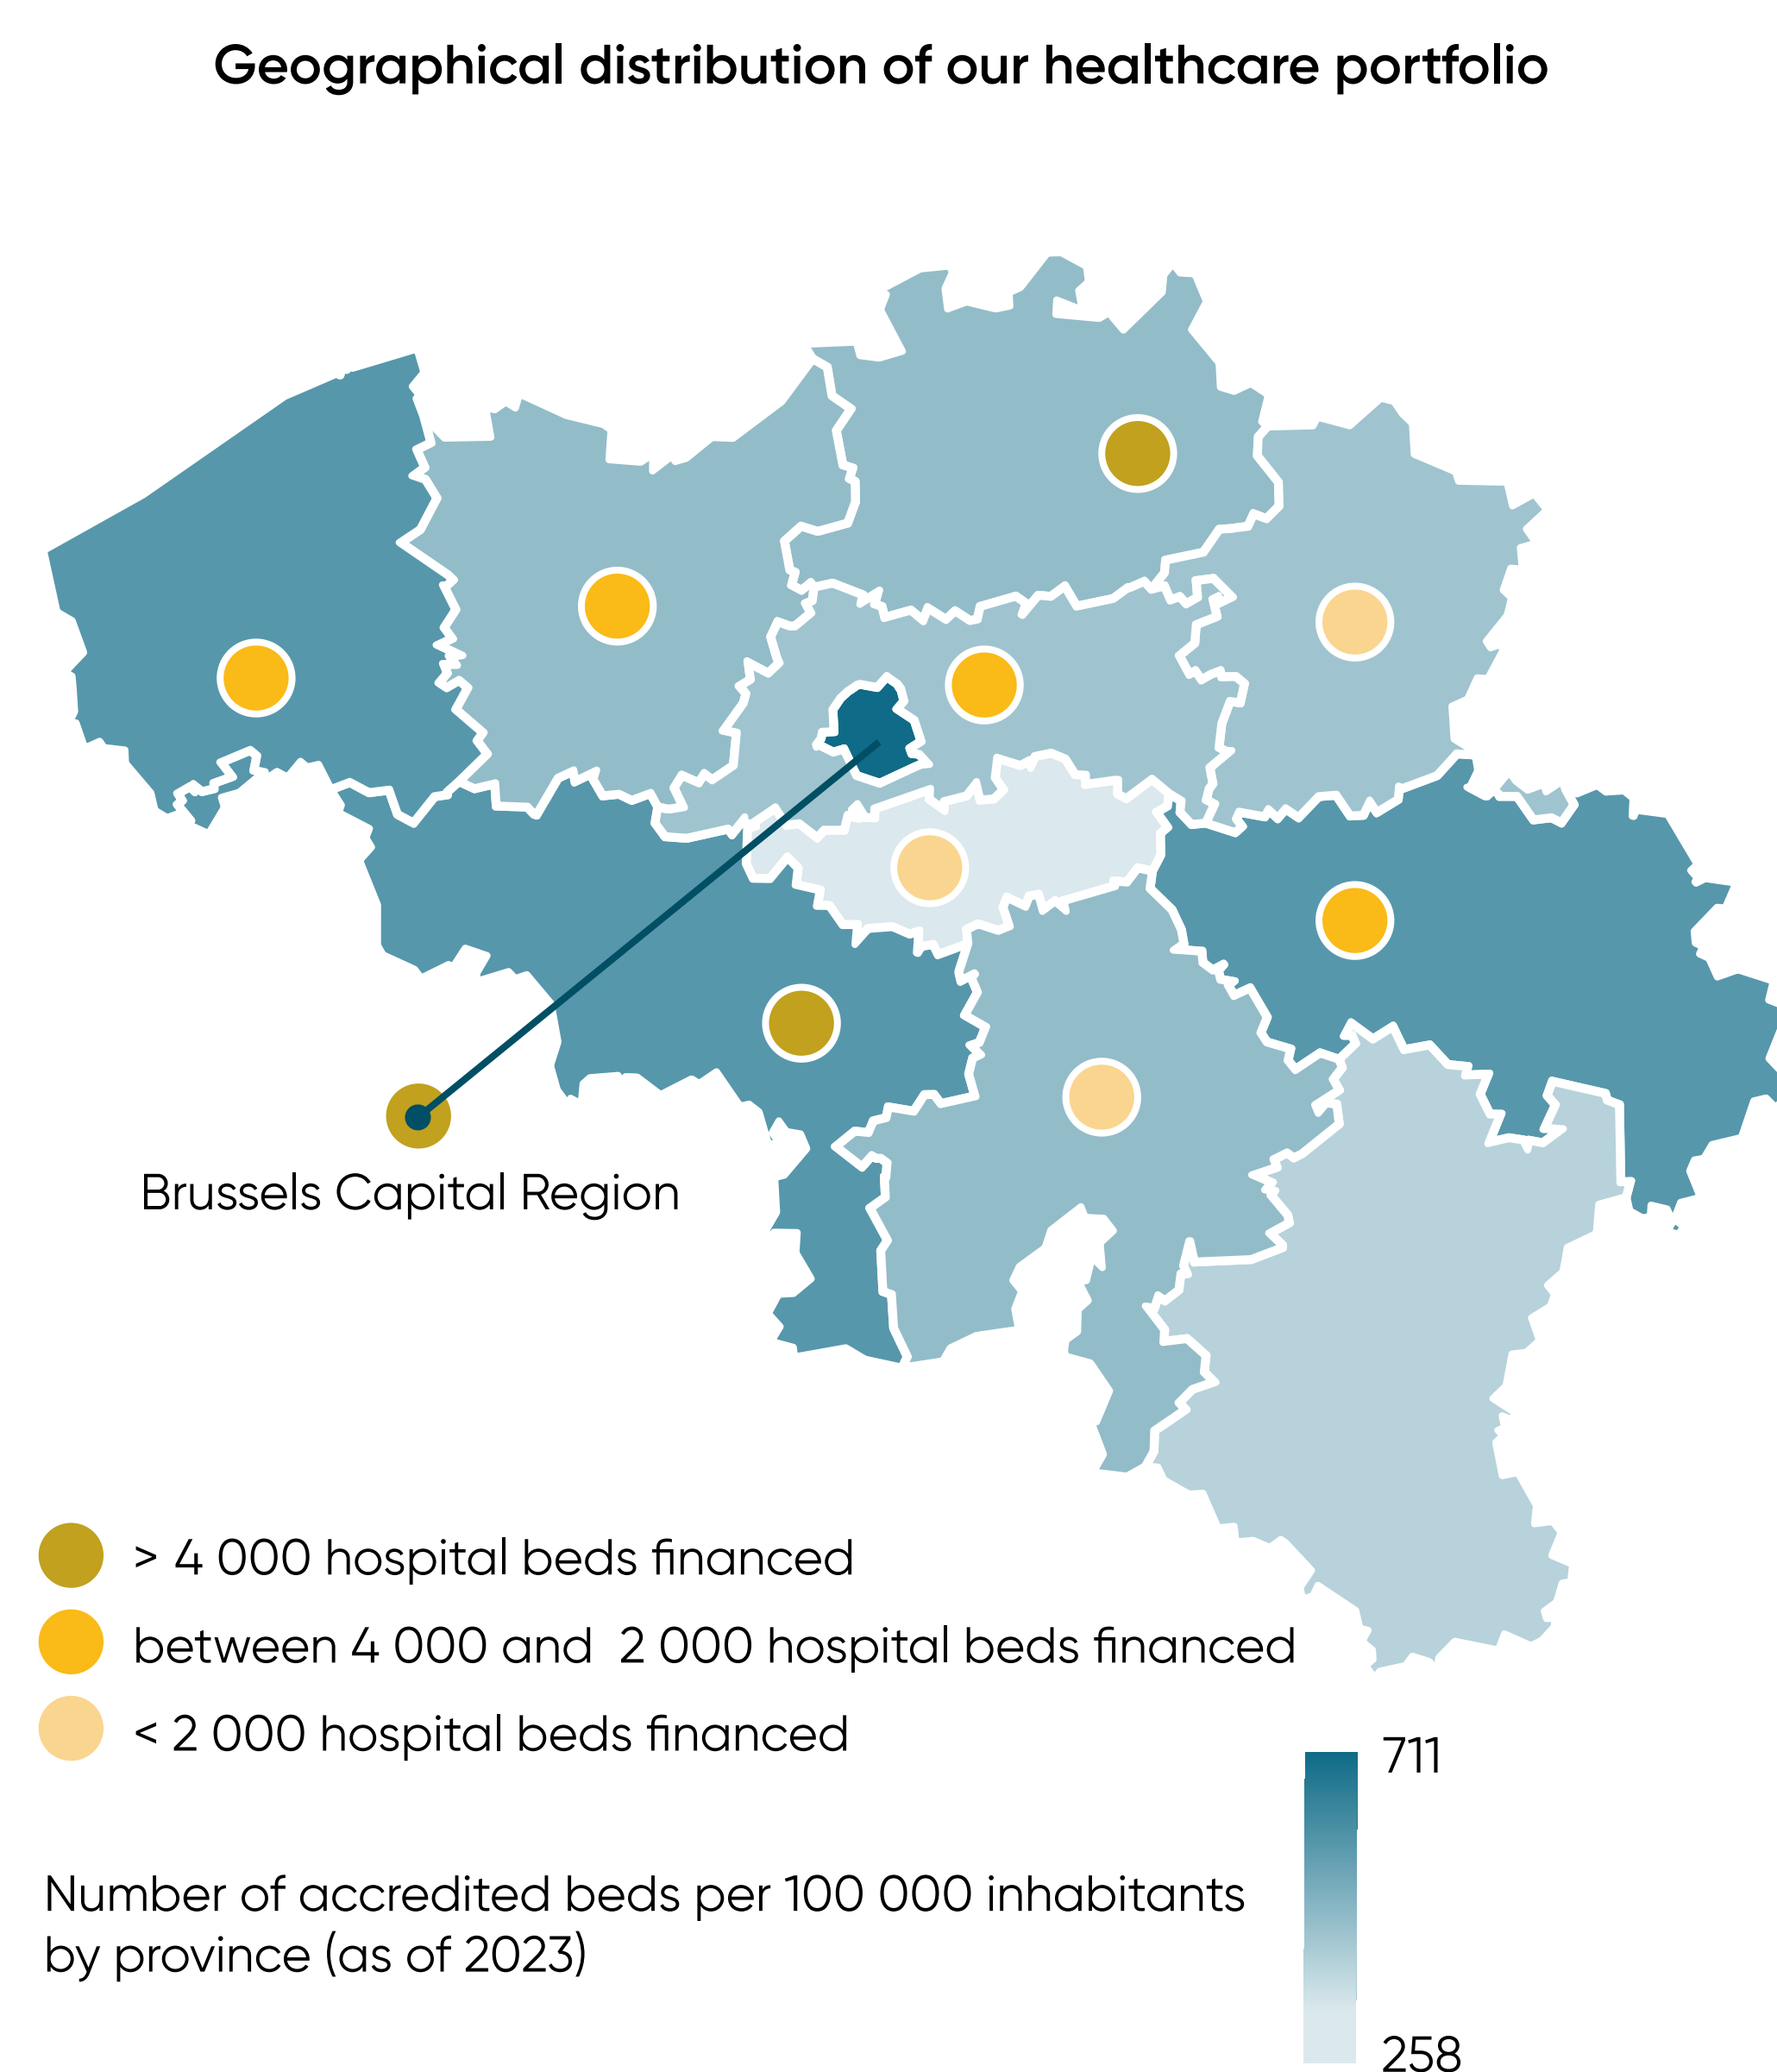 Geographical distribution of our healthcare portfolio
Brussels Capital Region
> 4 000 hospital beds financed
between 4 000 and 2 000 hospital beds financed
< 2 000 hospital beds financed
711
Number of accredited beds per 100 000 inhabitants
by province (as of 2023)
258